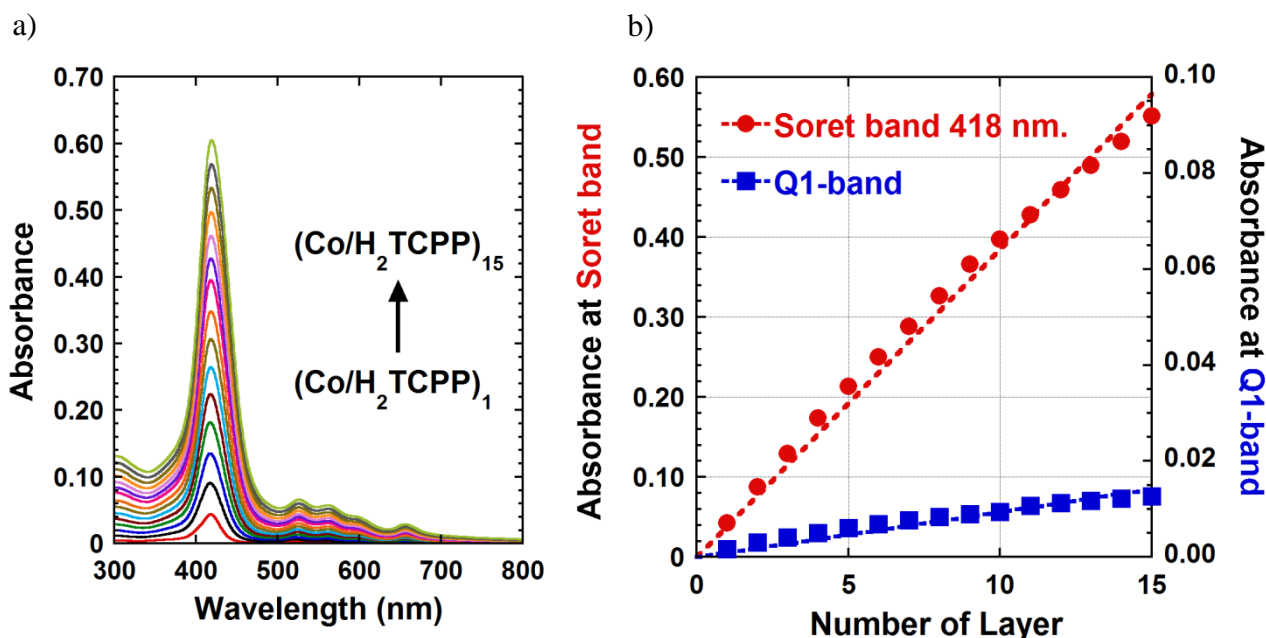 a)
0.70
0.60
0.50
0.40
0.30
0.20
0.10
0
Absorbance
(Co/H₂TCPP)₁₅
(Co/H₂TCPP)₁
300 400 500 600 700 800
Wavelength (nm)
b)
0.60
0.50
0.40
0.30
0.20
0.10
0
Absorbance at Soret band
Soret band 418 nm.
Q1-band
0.10
0.08
0.06
0.04
0.02
0.00
Absorbance at Q1-band
0 5 10 15
Number of Layer